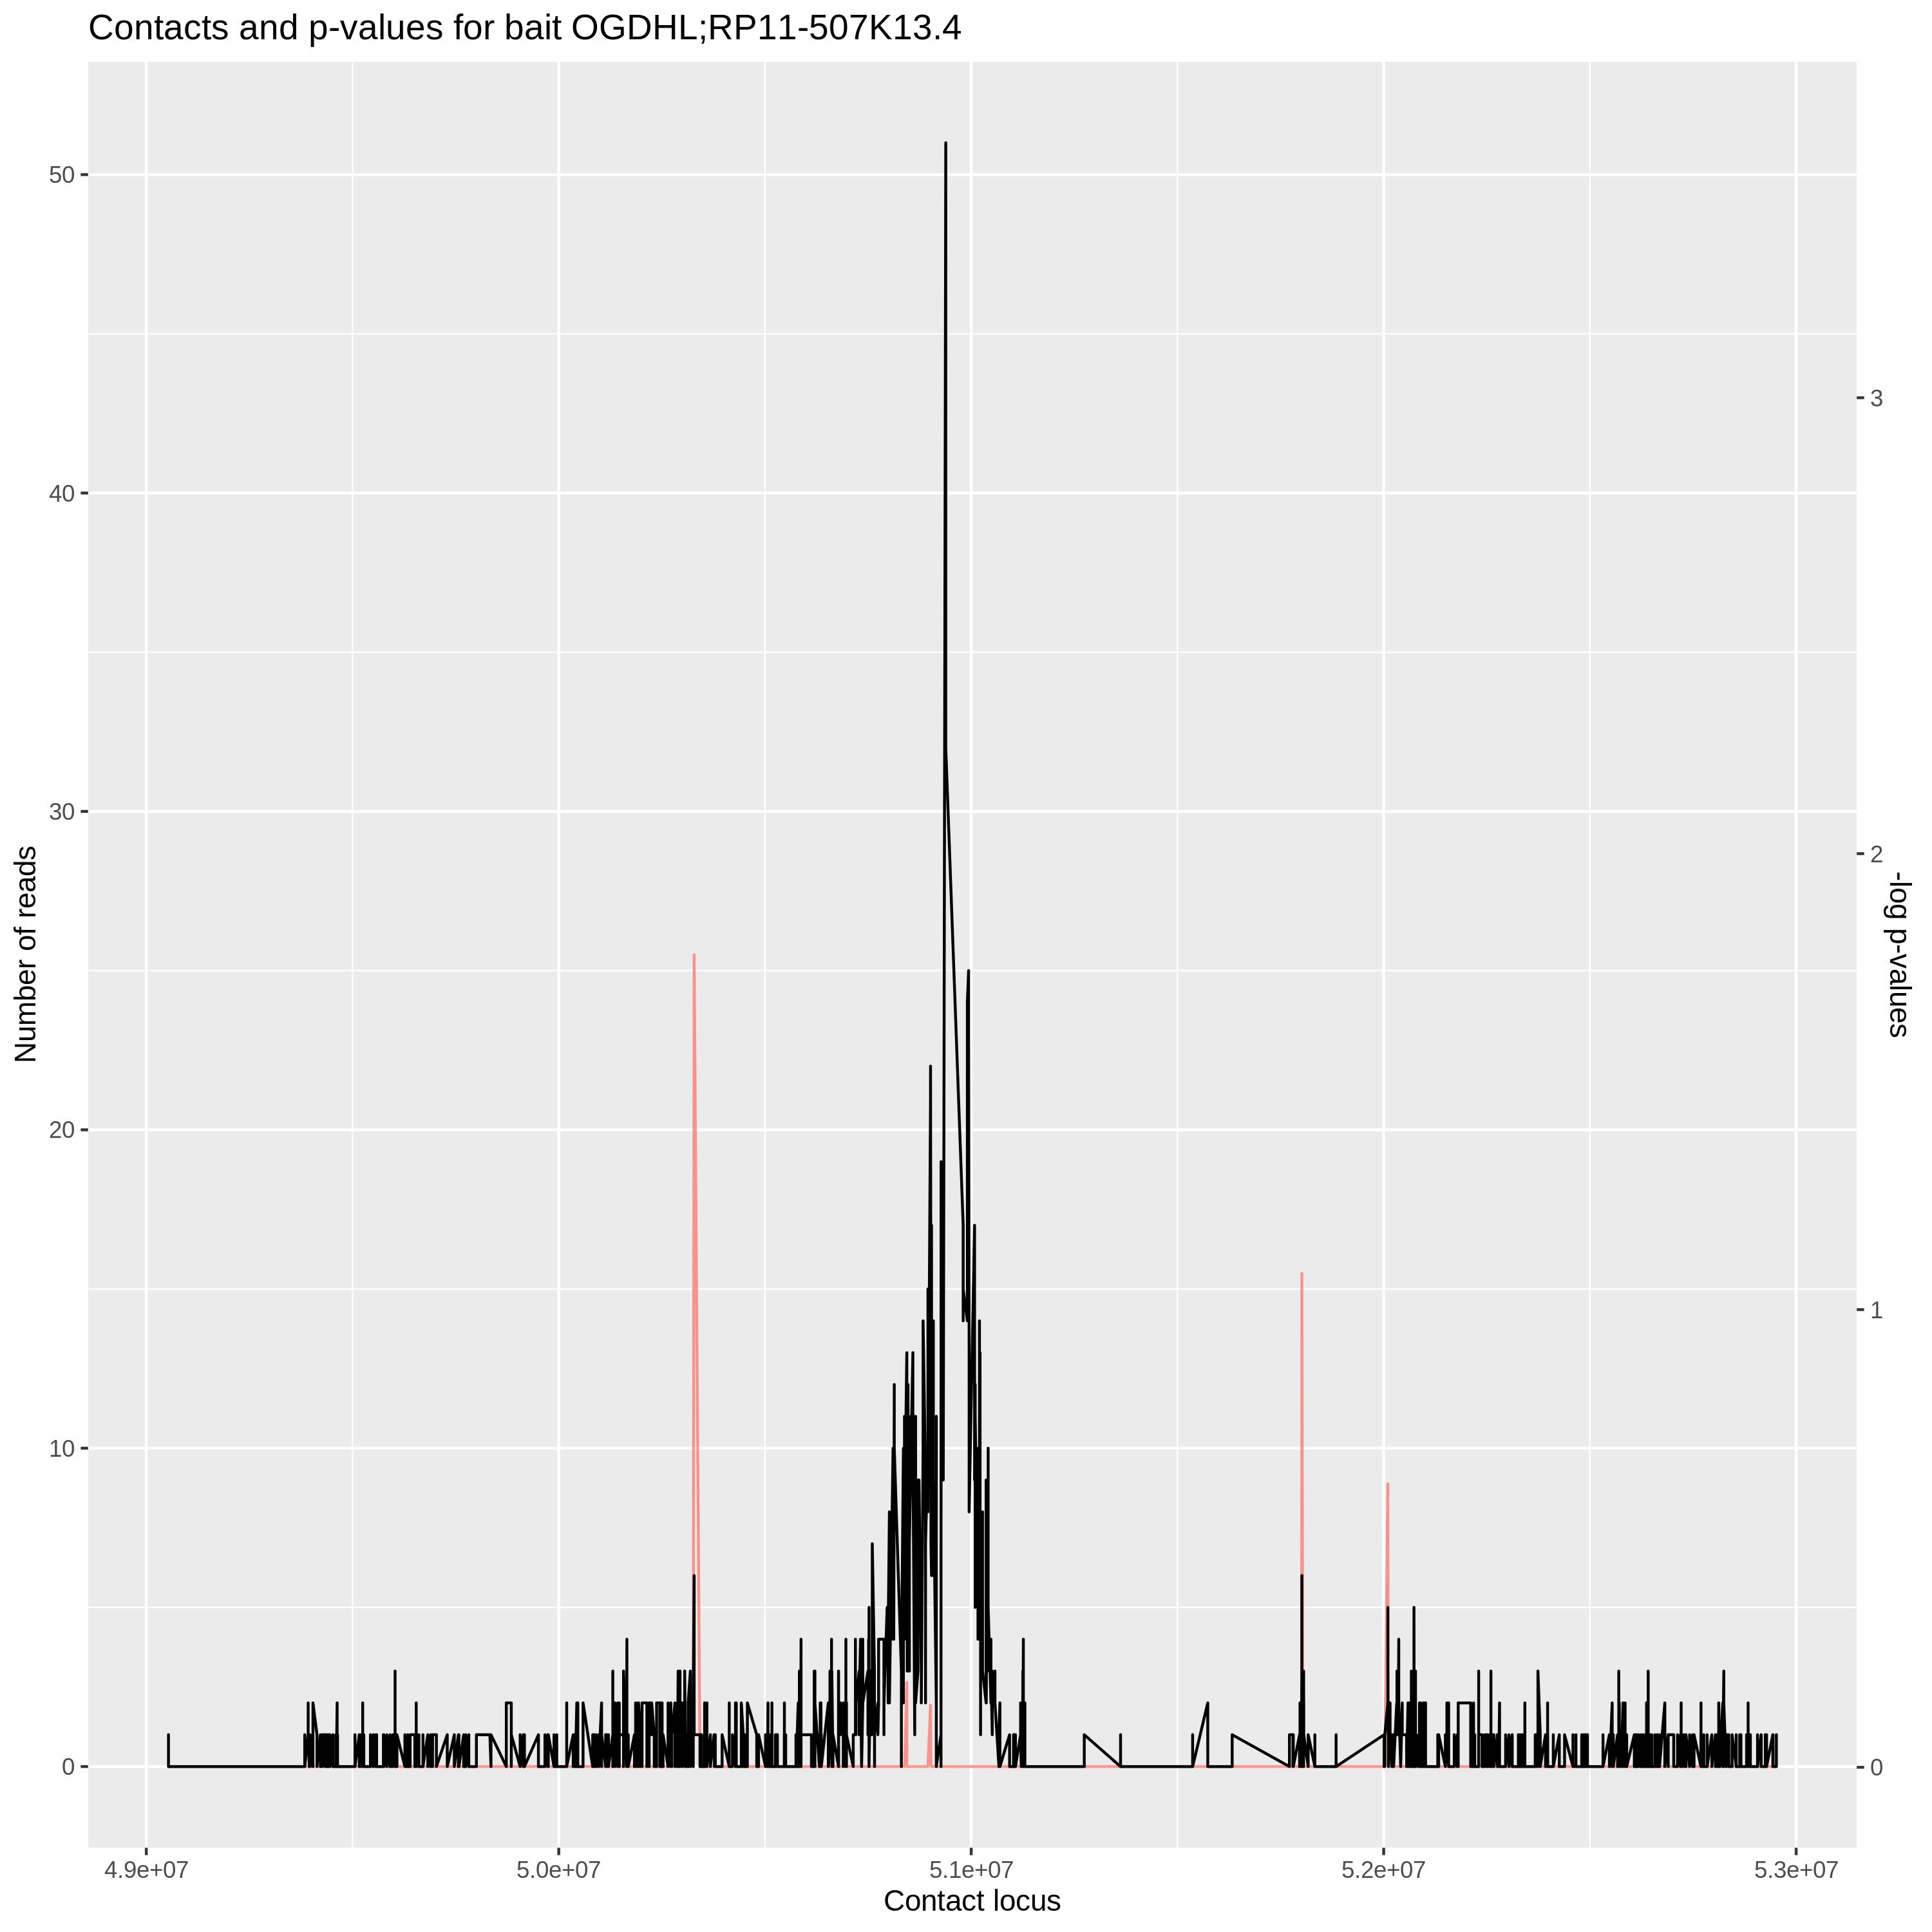 Contacts and p-values for bait OGDHL;RP11-507K13.4
50
40
30
20
10
0
Number of reads
3
2
1
0
-log p-values
4.9e+07
5.0e+07
5.1e+07
5.2e+07
5.3e+07
Contact locus